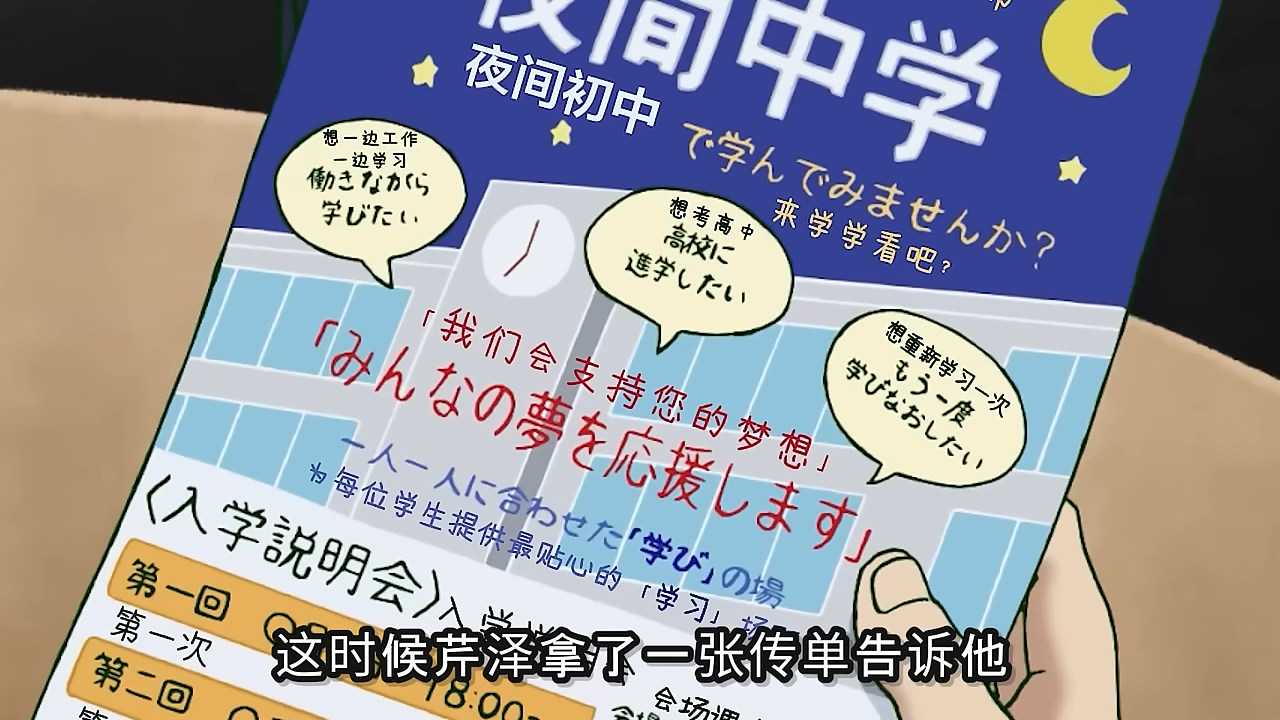 夜間中学
夜间初中
で学んでみませんか?
来学学看吧?
想一边工作
一边学习
働きながら
学びたい
想考高中
高校に
進学したい
想重新学习一次
もう一度
学びなおしたい
「我们会支持您的梦想」
「みんなの夢を応援します」
一人一人に合わせた「学び」の場
为每位学生提供最贴心的「学习」场
〈入学説明会〉入学
第一回
第一次
第二回
18:00
会场
这时候芹泽拿了一张传单告诉他